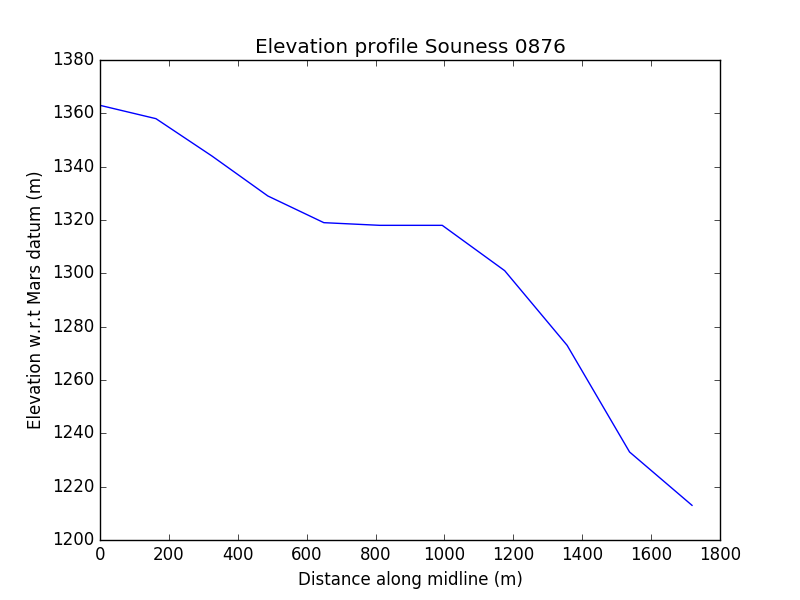 Elevation profile Souness 0876
1380
1360
1340
1320
1300
1280
1260
1240
1220
1200
Elevation w.r.t Mars datum (m)
0 200 400 600 800 1000 1200 1400 1600 1800
Distance along midline (m)